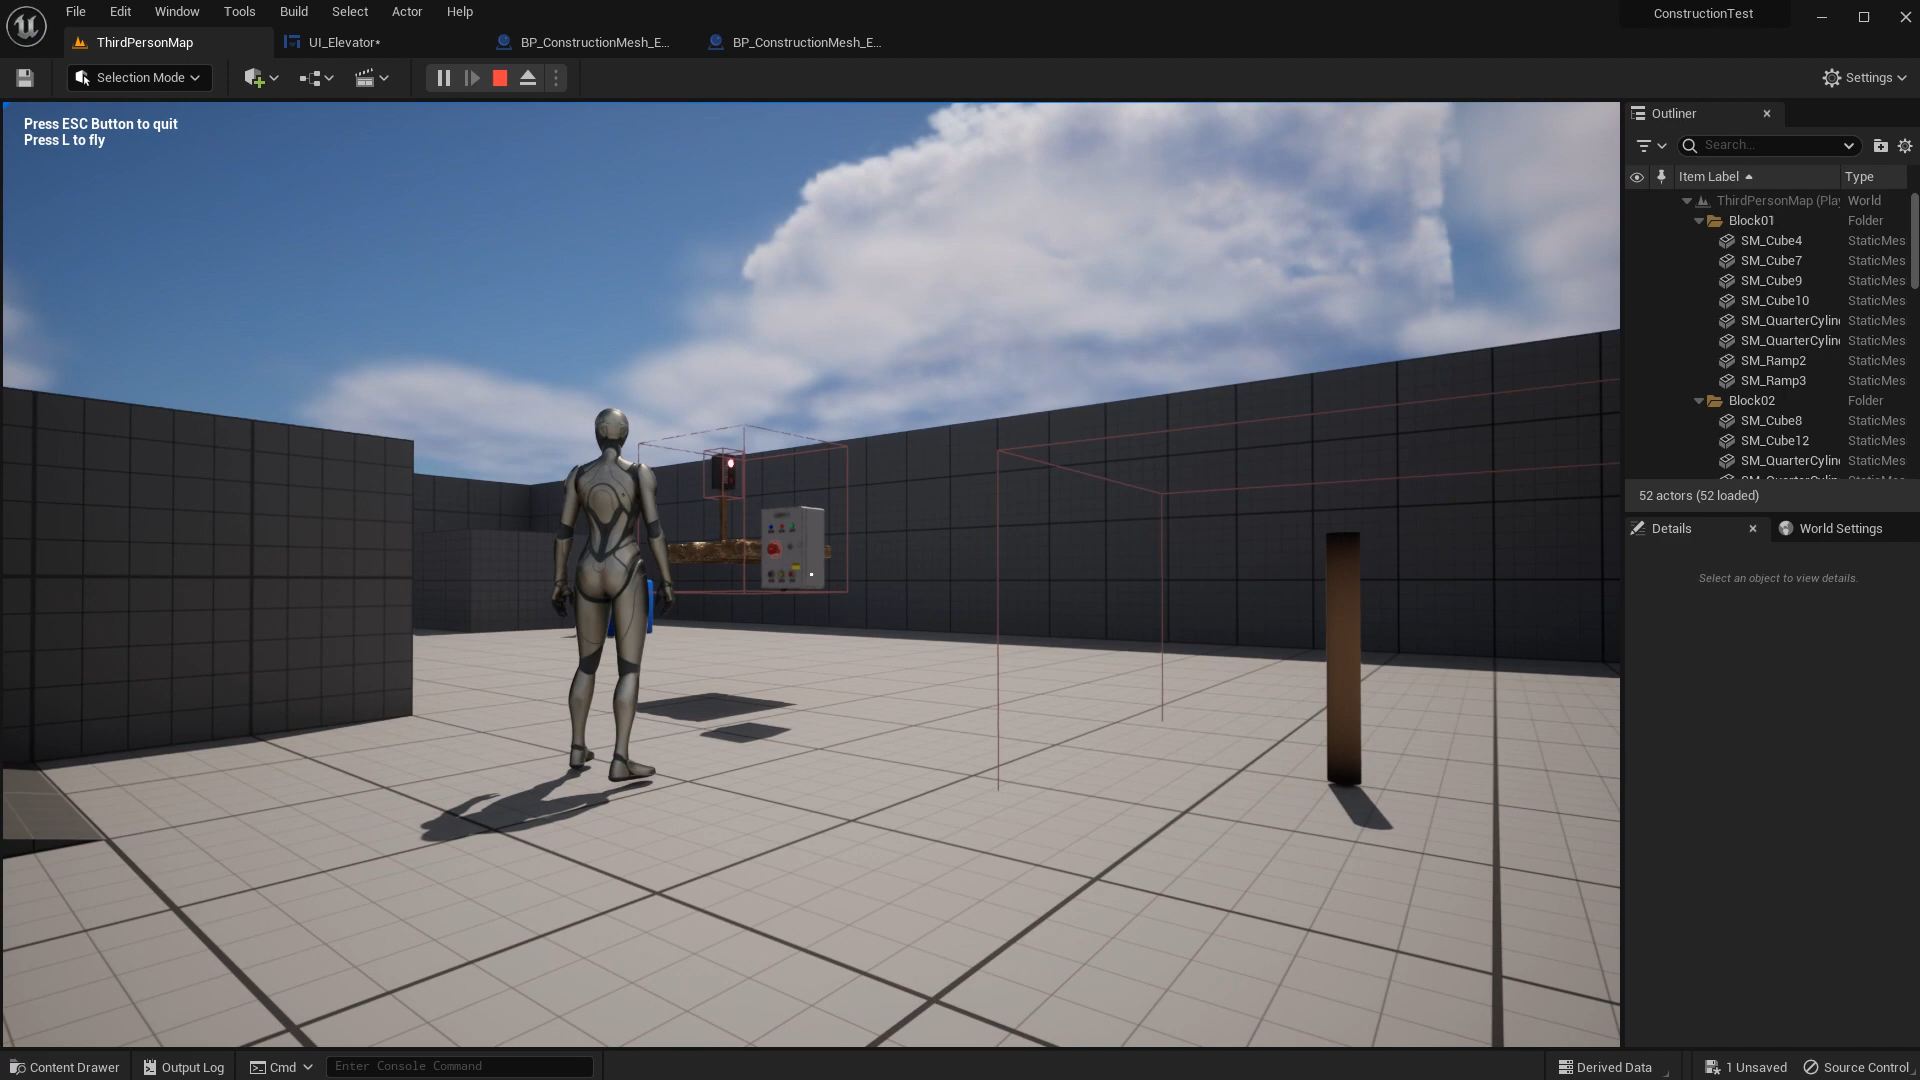 File Edit Window Tools Build Select Actor Help
ConstructionTest
ThirdPersonMap
UI_Elevator*
BP_ConstructionMesh_E...
BP_ConstructionMesh_E...
Selection Mode
Settings
Press ESC Button to quit
Press L to fly
Outliner
Search...
Item Label Type
ThirdPersonMap (Pla World
Block01 Folder
SM_Cube4 StaticMes
SM_Cube7 StaticMes
SM_Cube9 StaticMes
SM_Cube10 StaticMes
SM_QuarterCylin StaticMes
SM_QuarterCylin StaticMes
SM_Ramp2 StaticMes
SM_Ramp3 StaticMes
Block02 Folder
SM_Cube8 StaticMes
SM_Cube12 StaticMes
SM_QuarterCylin StaticMes
52 actors (52 loaded)
Details
World Settings
Select an object to view details.
Content Drawer
Output Log
Cmd
Enter Console Command
Derived Data
1 Unsaved
Source Control